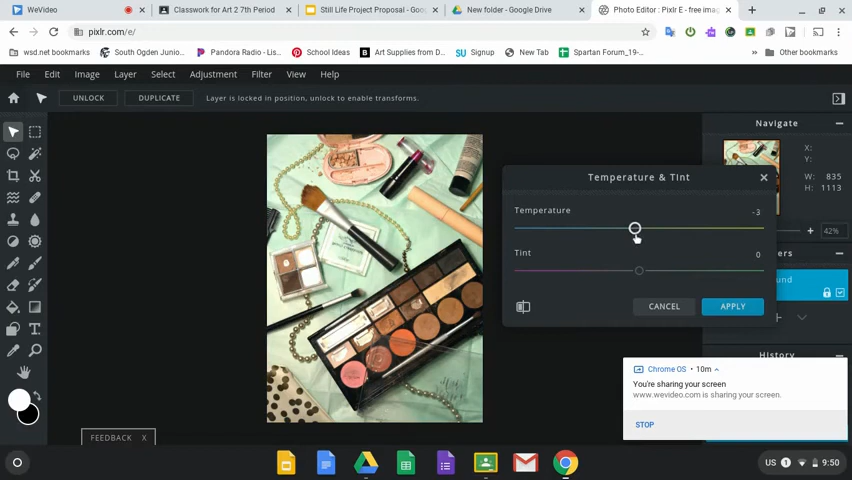 WeVideo
Classwork for Art 2 7th Period
Still Life Project Proposal - Goo
New folder - Google Drive
Photo Editor : Pixlr E - free imag
pixlr.com/e/
wsd.net bookmarks
South Ogden Junio...
Pandora Radio - Lis...
School Ideas
Art Supplies from D...
Signup
New Tab
Spartan Forum_19-...
Other bookmarks
File Edit Image Layer Select Adjustment Filter View Help
UNLOCK
DUPLICATE
Layer is locked in position, unlock to enable transforms.
Navigate
X:
Y:
W: 835
H: 1113
42%
Temperature & Tint
Temperature
-3
Tint
0
CANCEL
APPLY
ers
und
History
Chrome OS • 10m
You're sharing your screen
www.wevideo.com is sharing your screen.
STOP
FEEDBACK X
US 1 9:50